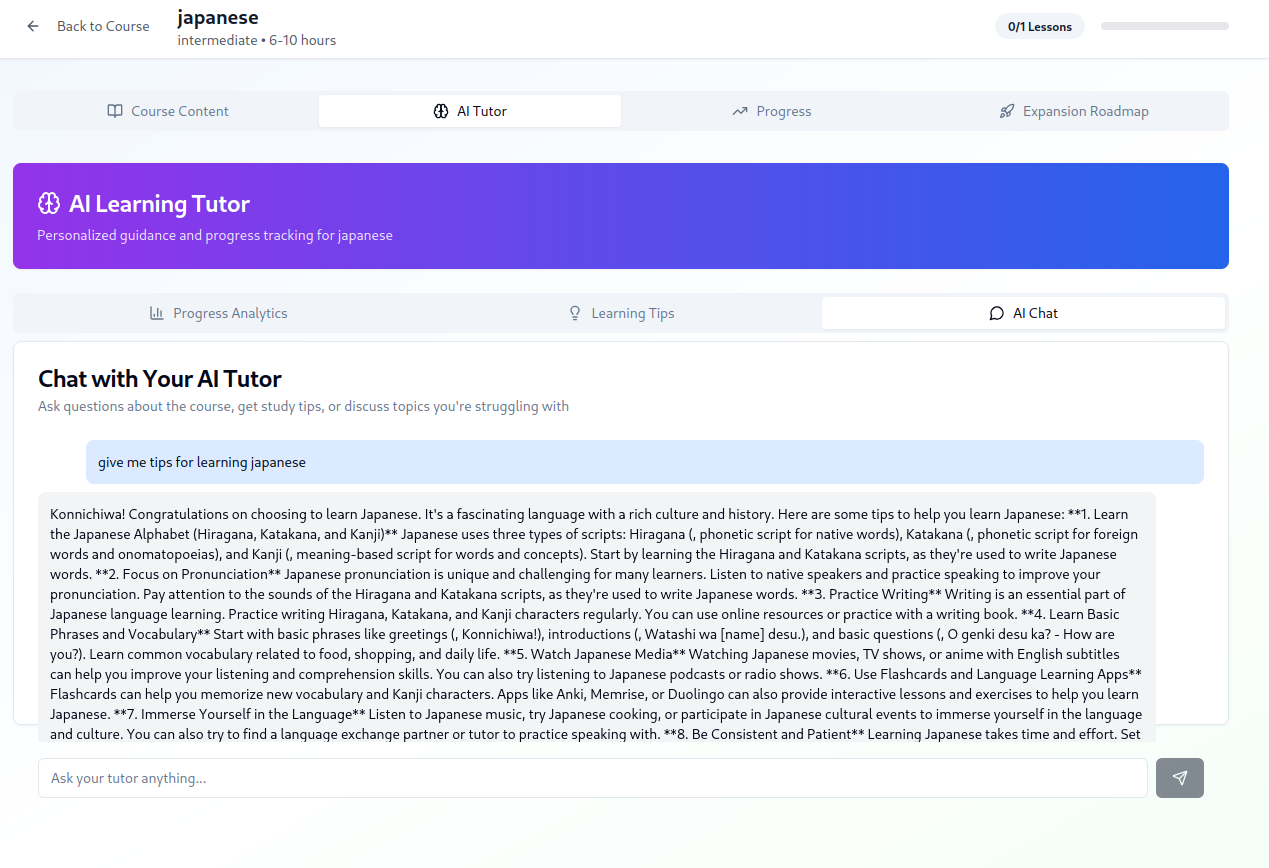 Back to Course
japanese
intermediate • 6-10 hours
0/1 Lessons
Course Content
AI Tutor
Progress
Expansion Roadmap
AI Learning Tutor
Personalized guidance and progress tracking for japanese
Progress Analytics
Learning Tips
AI Chat
Chat with Your AI Tutor
Ask questions about the course, get study tips, or discuss topics you're struggling with
give me tips for learning japanese
Konnichiwa! Congratulations on choosing to learn Japanese. It's a fascinating language with a rich culture and history. Here are some tips to help you learn Japanese: **1. Learn
the Japanese Alphabet (Hiragana, Katakana, and Kanji)** Japanese uses three types of scripts: Hiragana (, phonetic script for native words), Katakana (, phonetic script for foreign
words and onomatopoeias), and Kanji (, meaning-based script for words and concepts). Start by learning the Hiragana and Katakana scripts, as they're used to write Japanese
words. **2. Focus on Pronunciation** Japanese pronunciation is unique and challenging for many learners. Listen to native speakers and practice speaking to improve your
pronunciation. Pay attention to the sounds of the Hiragana and Katakana scripts, as they're used to write Japanese words. **3. Practice Writing** Writing is an essential part of
Japanese language learning. Practice writing Hiragana, Katakana, and Kanji characters regularly. You can use online resources or practice with a writing book. **4. Learn Basic
Phrases and Vocabulary** Start with basic phrases like greetings (, Konnichiwa!), introductions (, Watashi wa [name] desu.), and basic questions (, O genki desu ka? - How are
you?). Learn common vocabulary related to food, shopping, and daily life. **5. Watch Japanese Media** Watching Japanese movies, TV shows, or anime with English subtitles
can help you improve your listening and comprehension skills. You can also try listening to Japanese podcasts or radio shows. **6. Use Flashcards and Language Learning Apps**
Flashcards can help you memorize new vocabulary and Kanji characters. Apps like Anki, Memrise, or Duolingo can also provide interactive lessons and exercises to help you learn
Japanese. **7. Immerse Yourself in the Language** Listen to Japanese music, try Japanese cooking, or participate in Japanese cultural events to immerse yourself in the language
and culture. You can also try to find a language exchange partner or tutor to practice speaking with. **8. Be Consistent and Patient** Learning Japanese takes time and effort. Set
Ask your tutor anything...